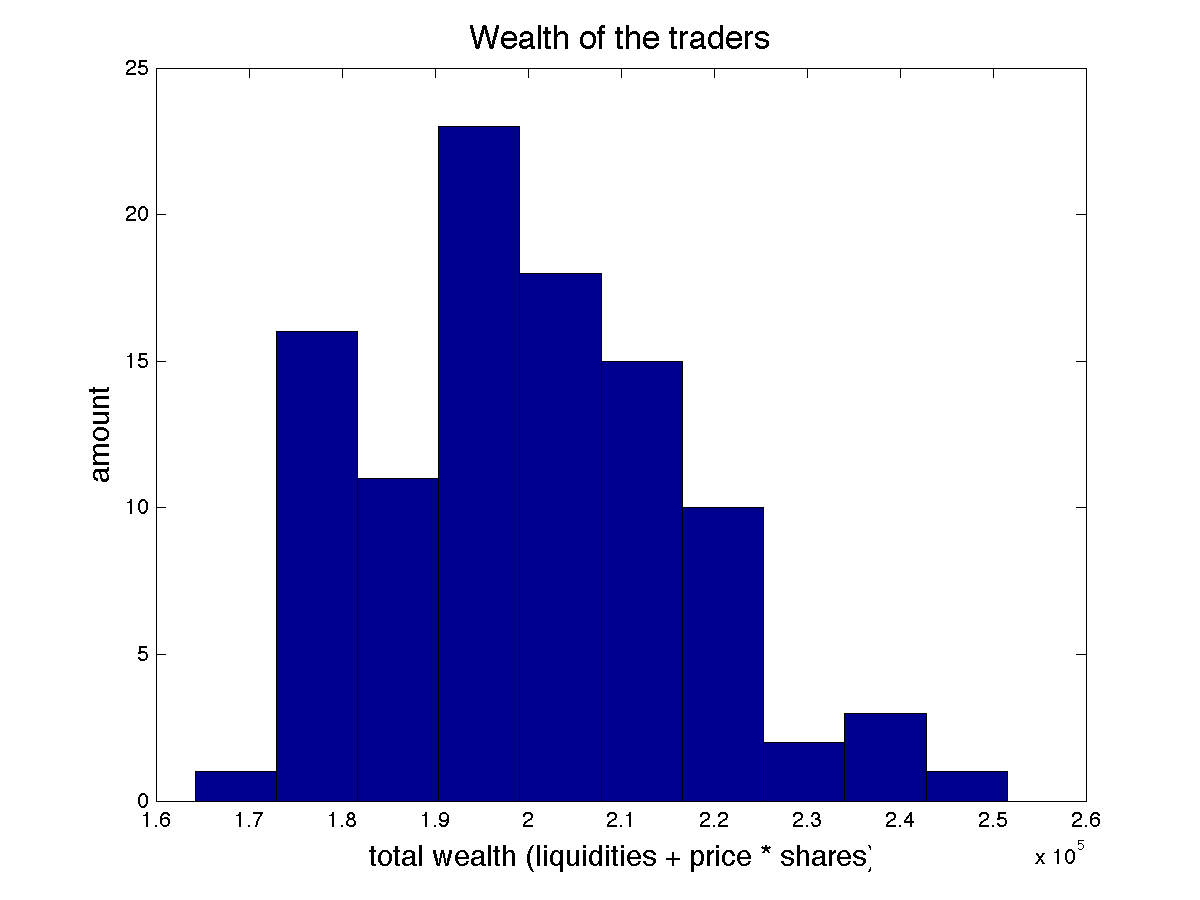 Wealth of the traders
25
20
15
10
5
0
amount
1.6 1.7 1.8 1.9 2 2.1 2.2 2.3 2.4 2.5 2.6
x 10^5
total wealth (liquidities + price * shares)